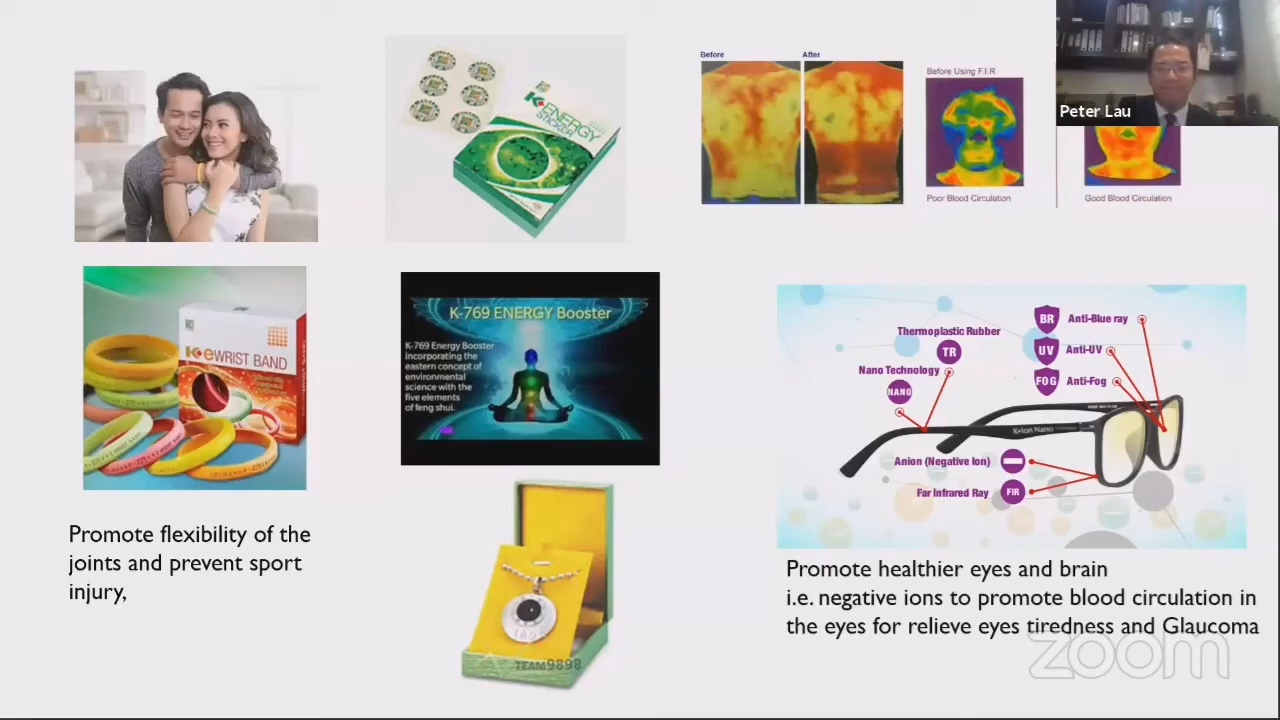 Before
After
Before Using F.I.R
Poor Blood Circulation
Good Blood Circulation
Peter Lau
K ENERGY
STICKER
K eWRIST BAND
K-769 ENERGY Booster
K-769 Energy Booster
incorporating the
eastern concept of
environmental
science with the
five elements
of feng shui.
Thermoplastic Rubber
TR
Nano Technology
NANO
BR
Anti-Blue ray
UV
Anti-UV
FOG
Anti-Fog
K-ion Nano
Anion (Negative Ion)
Far Infrared Ray
FIR
Promote flexibility of the
joints and prevent sport
injury,
TEAM9898
Promote healthier eyes and brain
i.e. negative ions to promote blood circulation in
the eyes for relieve eyes tiredness and Glaucoma
zoom